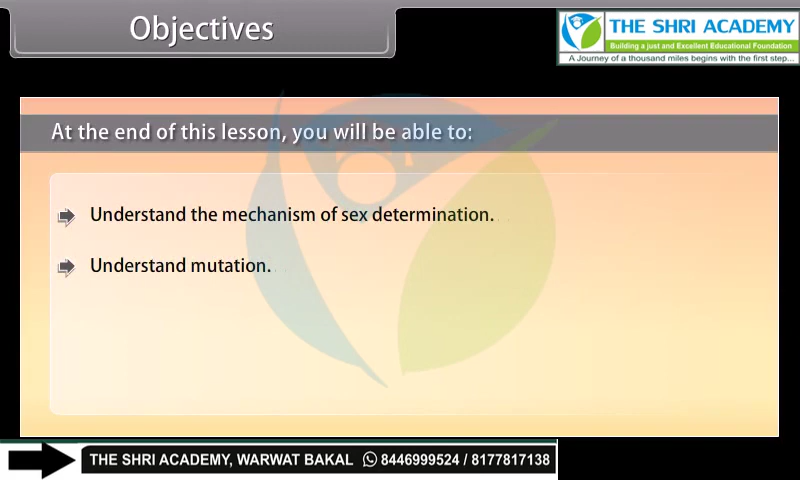 Objectives
THE SHRI ACADEMY
Building a just and Excellent Educational Foundation
A Journey of a thousand miles begins with the first step...
At the end of this lesson, you will be able to:
Understand the mechanism of sex determination.
Understand mutation.
THE SHRI ACADEMY, WARWAT BAKAL 8446999524 / 8177817138